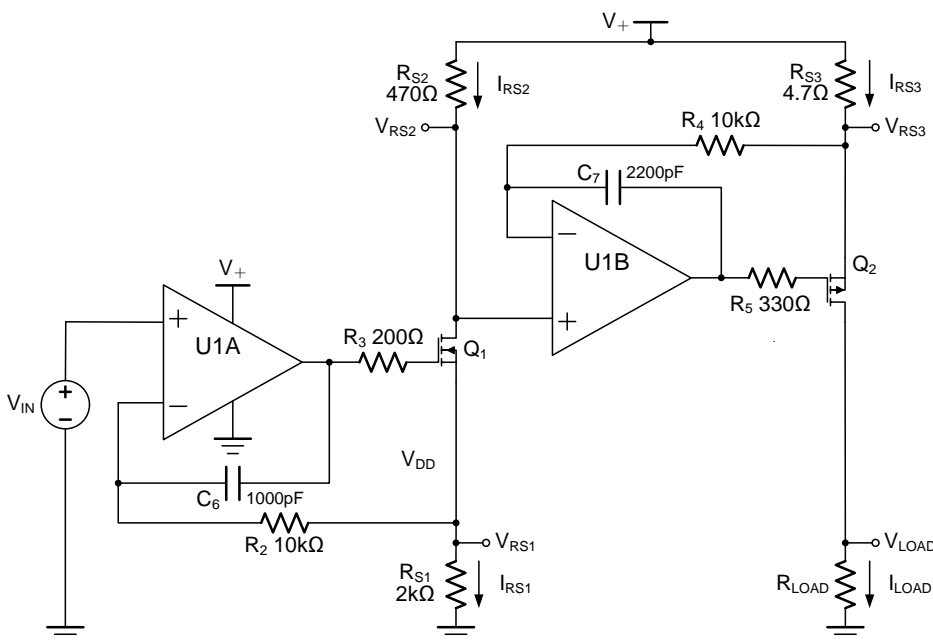 V+
RS2
470Ω
IRS2
RS3
4.7Ω
IRS3
VRS2
R4 10kΩ
VRS3
C7 2200pF
−
U1B
+
Q2
R5 330Ω
V+
+
U1A
−
R3 200Ω
Q1
VIN
+
−
VDD
C6 1000pF
R2 10kΩ
VRS1
RS1
2kΩ
IRS1
VLOAD
RLOAD
ILOAD